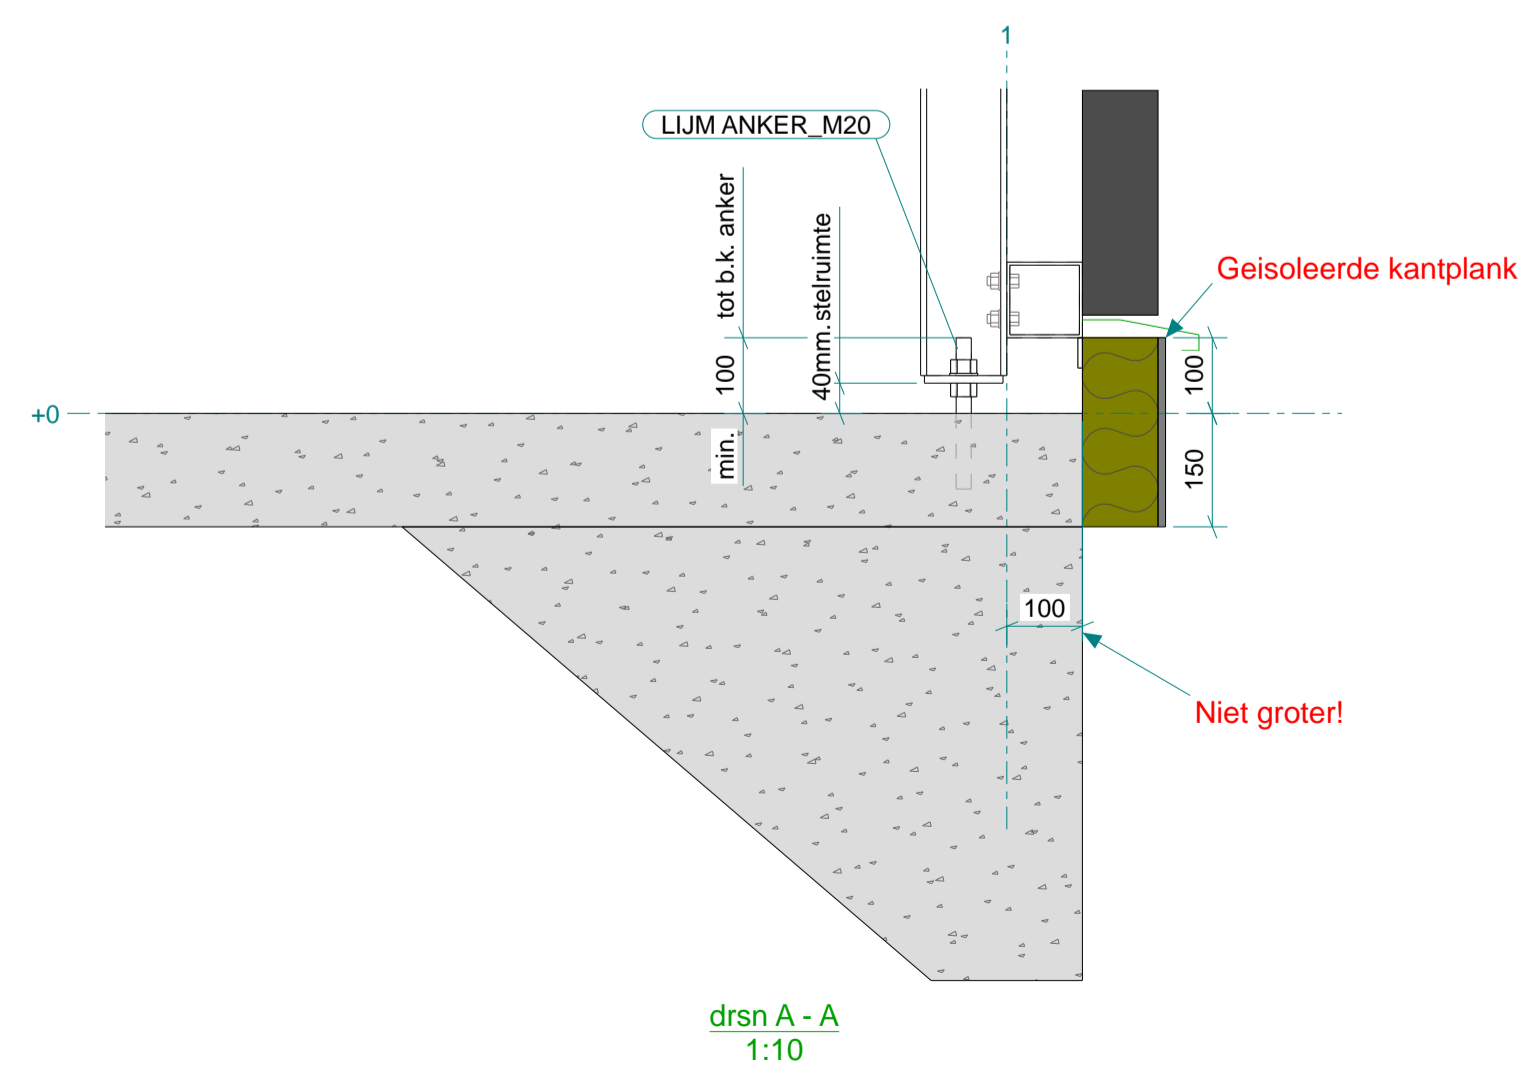 1
LIJM ANKER_M20
tot b.k. anker
40mm.stelruimte
Geisoleerde kantplank
100
100
+0
min.
150
100
Niet groter!
drsn A - A
1:10